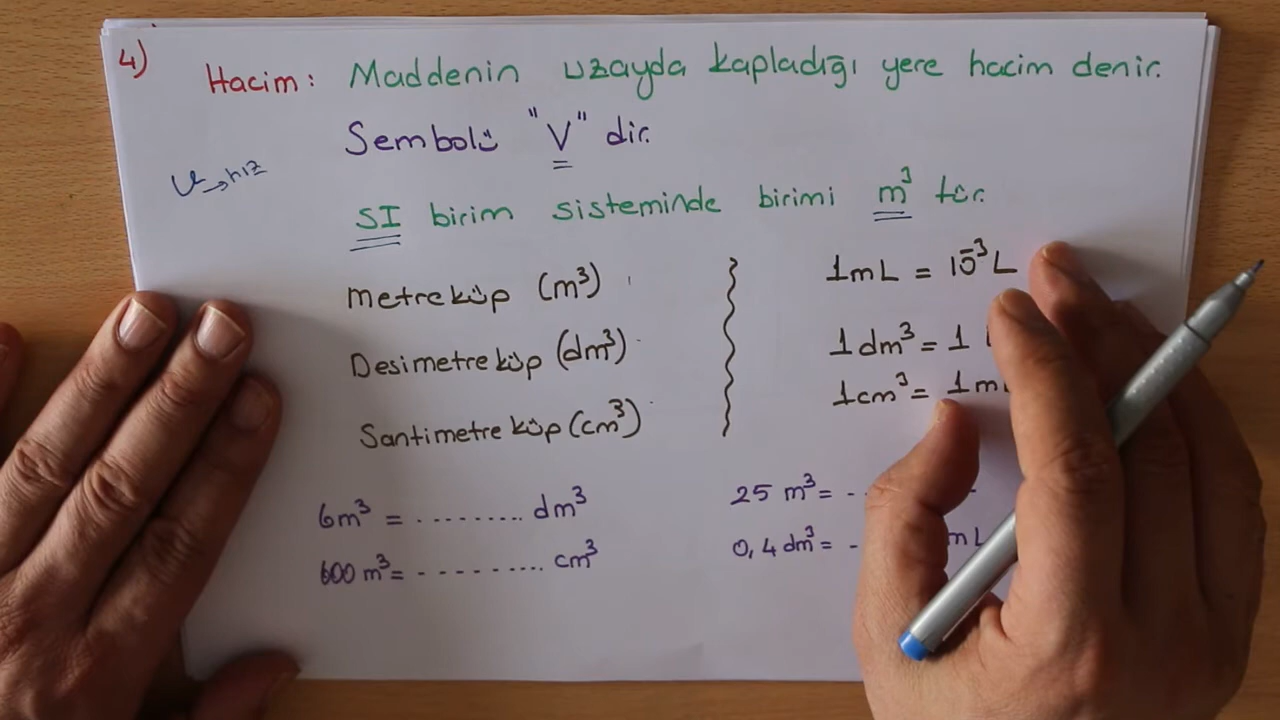 4) Hacim: Maddenin uzayda kapladığı yere hacim denir.
Sembolü "V" dir.
υ→hız
SI birim sisteminde birimi m³ tür.
Metreküp (m³)
Desimetreküp (dm³)
Santimetreküp (cm³)
1mL = 10⁻³L
1dm³ = 1
1cm³ = 1m
6m³ = ........ dm³
600 m³ = - - - - - - - ... cm³
25 m³ = - -
0,4 dm³ = - mL